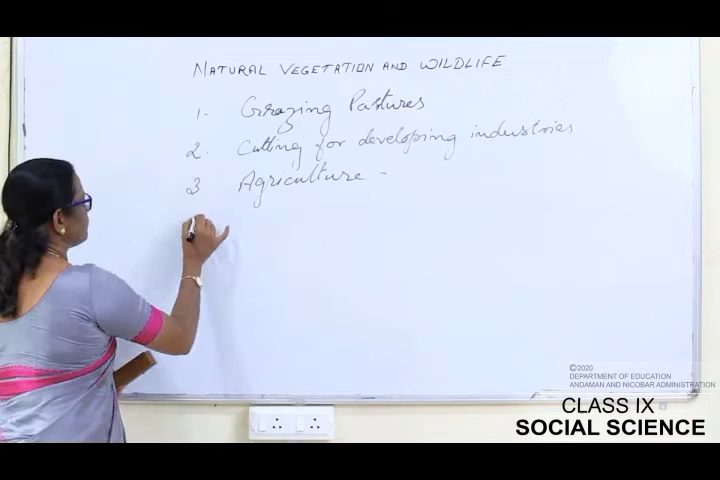 NATURAL VEGETATION AND WILDLIFE
1. Grrazing Pastures
2. Cutting for developing industries
3 Agriculture -
©2020
DEPARTMENT OF EDUCATION
ANDAMAN AND NICOBAR ADMINISTRATION
CLASS IX
SOCIAL SCIENCE